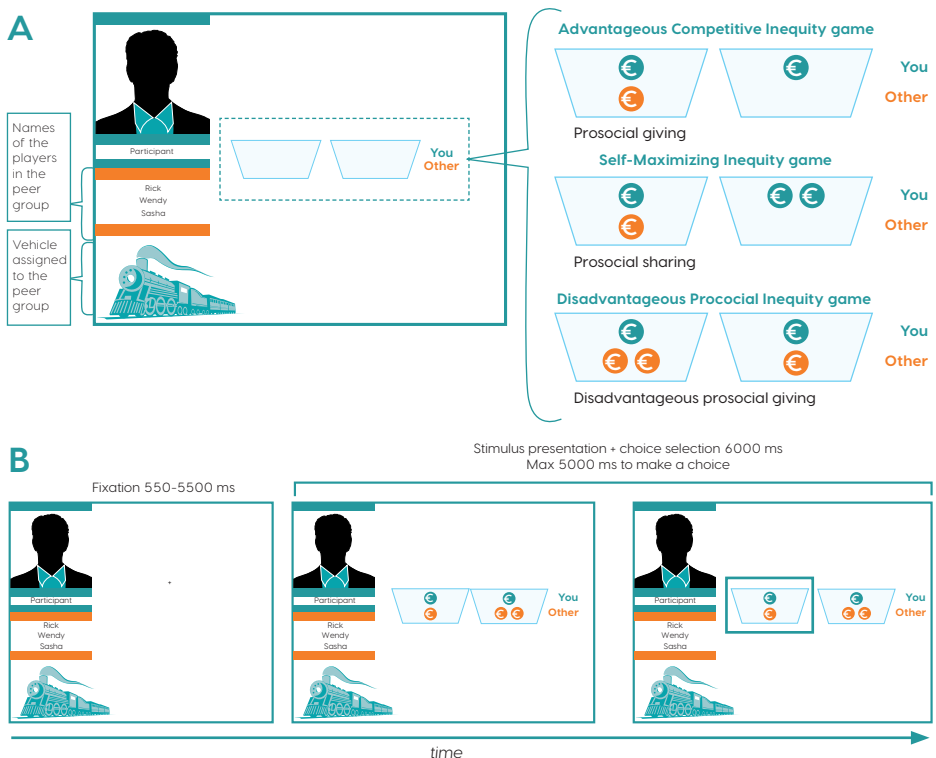 A
Names
of the
players
in the
peer
group
Vehicle
assigned
to the
peer
group
Participant
Rick
Wendy
Sasha
You
Other
Advantageous Competitive Inequity game
€ €
You
€
Other
Prosocial giving
Self-Maximizing Inequity game
€ € €
You
€
Other
Prosocial sharing
Disadvantageous Prococial Inequity game
€ €
You
€ € €
Other
Disadvantageous prosocial giving
B
Stimulus presentation + choice selection 6000 ms
Max 5000 ms to make a choice
Fixation 550-5500 ms
Participant
Rick
Wendy
Sasha
+
Participant
Rick
Wendy
Sasha
€ € You
€ € € Other
Participant
Rick
Wendy
Sasha
€ € You
€ € € Other
time